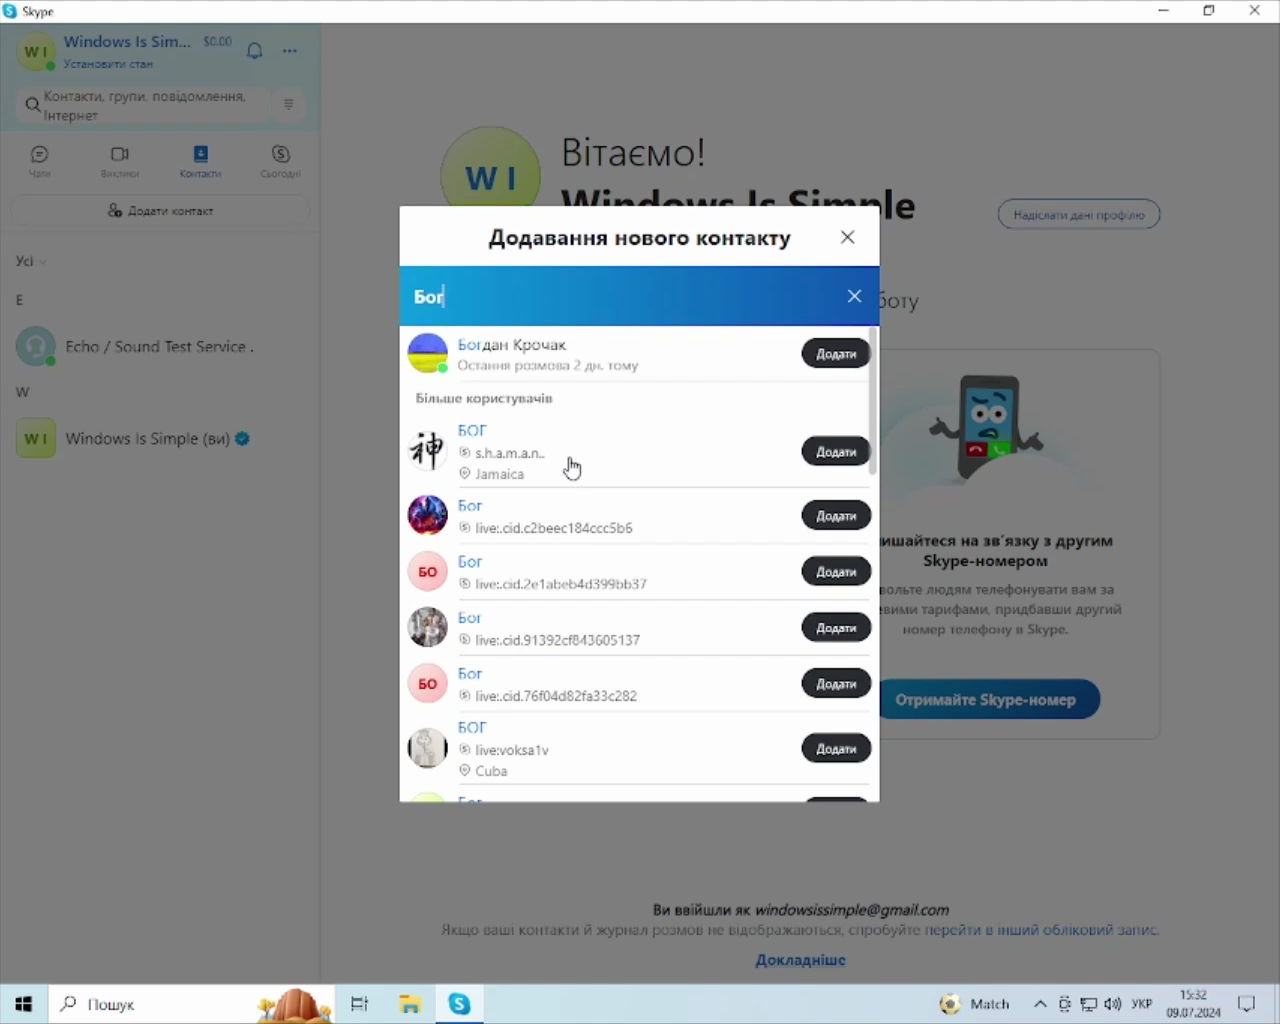 Skype
W I
Windows Is Sim...
$0.00
Установити стан
Контакти, групи, повідомлення,
Інтернет
Чати
Виклики
Контакти
Сьогодні
Додати контакт
Усі
E
Echo / Sound Test Service .
W
W I
Windows Is Simple (ви)
W I
Вітаємо!
Windows Is Simple
Надіслати дані профілю
боту
Додавання нового контакту
Бог
Богдан Крочак
Остання розмова 2 дн. тому
Додати
Більше користувачів
神
БОГ
s.h.a.m.a.n..
Jamaica
Додати
Бог
live:.cid.c2beec184ccc5b6
Додати
БО
Бог
live:.cid.2e1abeb4d399bb37
Додати
Бог
live:.cid.91392cf843605137
Додати
БО
Бог
live:.cid.76f04d82fa33c282
Додати
БОГ
live:voksa1v
Cuba
Додати
Бог
ишайтеся на зв'язку з другим
Skype-номером
вольте людям телефонувати вам за
евими тарифами, придбавши другий
номер телефону в Skype.
Отримайте Skype-номер
Ви ввійшли як windowsissimple@gmail.com
Якщо ваші контакти й журнал розмов не відображаються, спробуйте перейти в інший обліковий запис.
Докладніше
Пошук
Match
УКР
15:32
09.07.2024